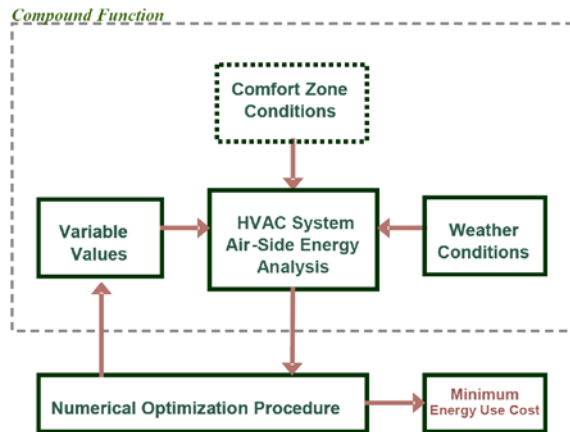 Compound Function
Comfort Zone
Conditions
Variable
Values
HVAC System
Air-Side Energy
Analysis
Weather
Conditions
Numerical Optimization Procedure
Minimum
Energy Use Cost